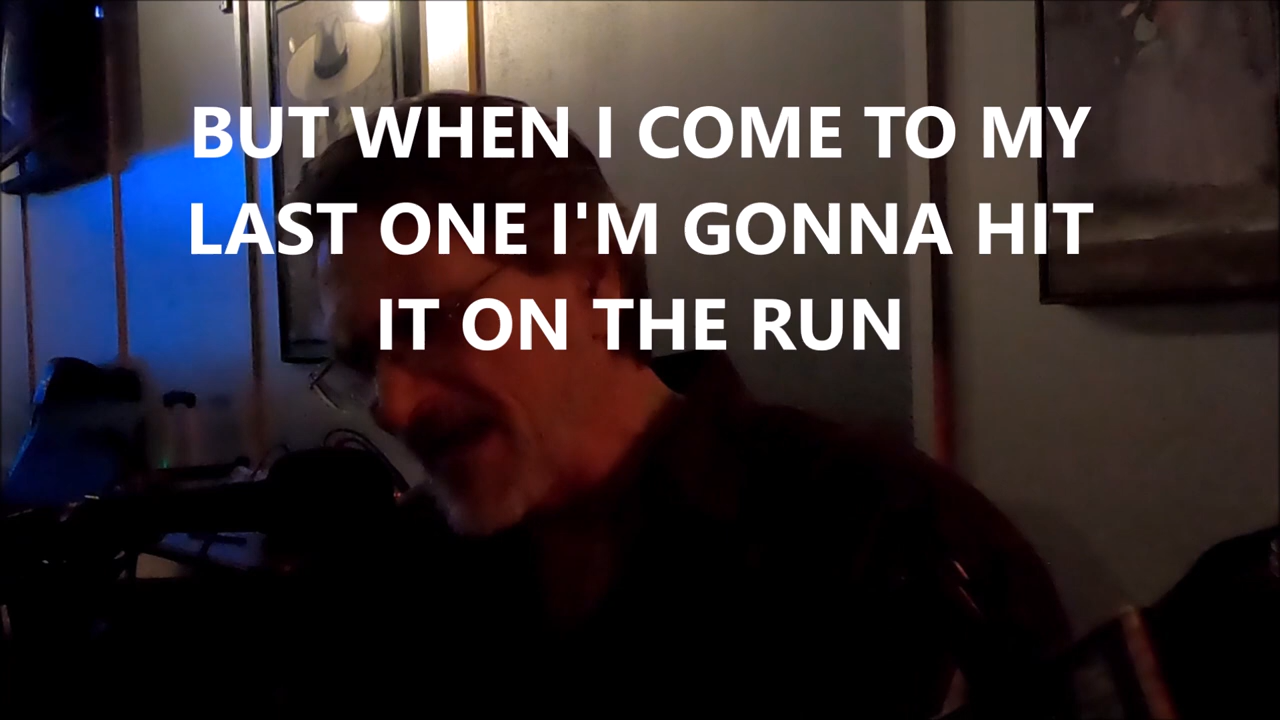 BUT WHEN I COME TO MY
LAST ONE I'M GONNA HIT
IT ON THE RUN